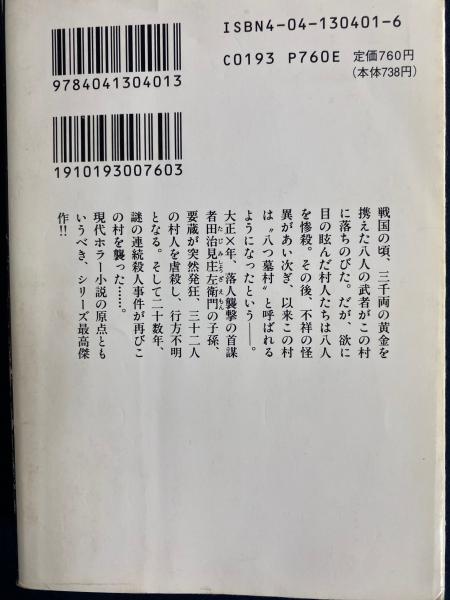 ISBN4-04-130401-6
C0193 P760E 定価760円
(本体738円)
9784041304013
1910193007603
戦国の頃、三千両の黄金を
携えた八人の武者がこの村
に落ちのびた。だが、欲に
目の眩んだ村人たちは八人
を惨殺。その後、不祥の怪
異があい次ぎ、以来この村
は〝八つ墓村〟と呼ばれる
ようになったという――。
大正×年、落人襲撃の首謀
者田治見庄左衛門の子孫、
たじみしょうざえもん
要蔵が突然発狂、三十二人
の村人を虐殺し、行方不明
となる。そして二十数年、
謎の連続殺人事件が再びこ
の村を襲った……。
現代ホラー小説の原点とも
いうべき、シリーズ最高傑
作!!